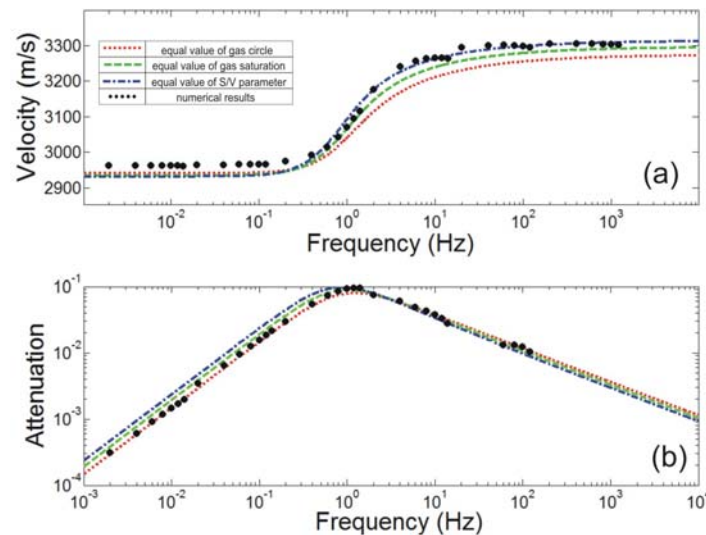 3300
3200
3100
3000
2900
Velocity (m/s)
equal value of gas circle
equal value of gas saturation
equal value of S/V parameter
numerical results
(a)
10-2 10-1 100 101 102 103
Frequency (Hz)
10-1
10-2
10-3
10-4
Attenuation
(b)
10-3 10-2 10-1 100 101 102 103 10
Frequency (Hz)